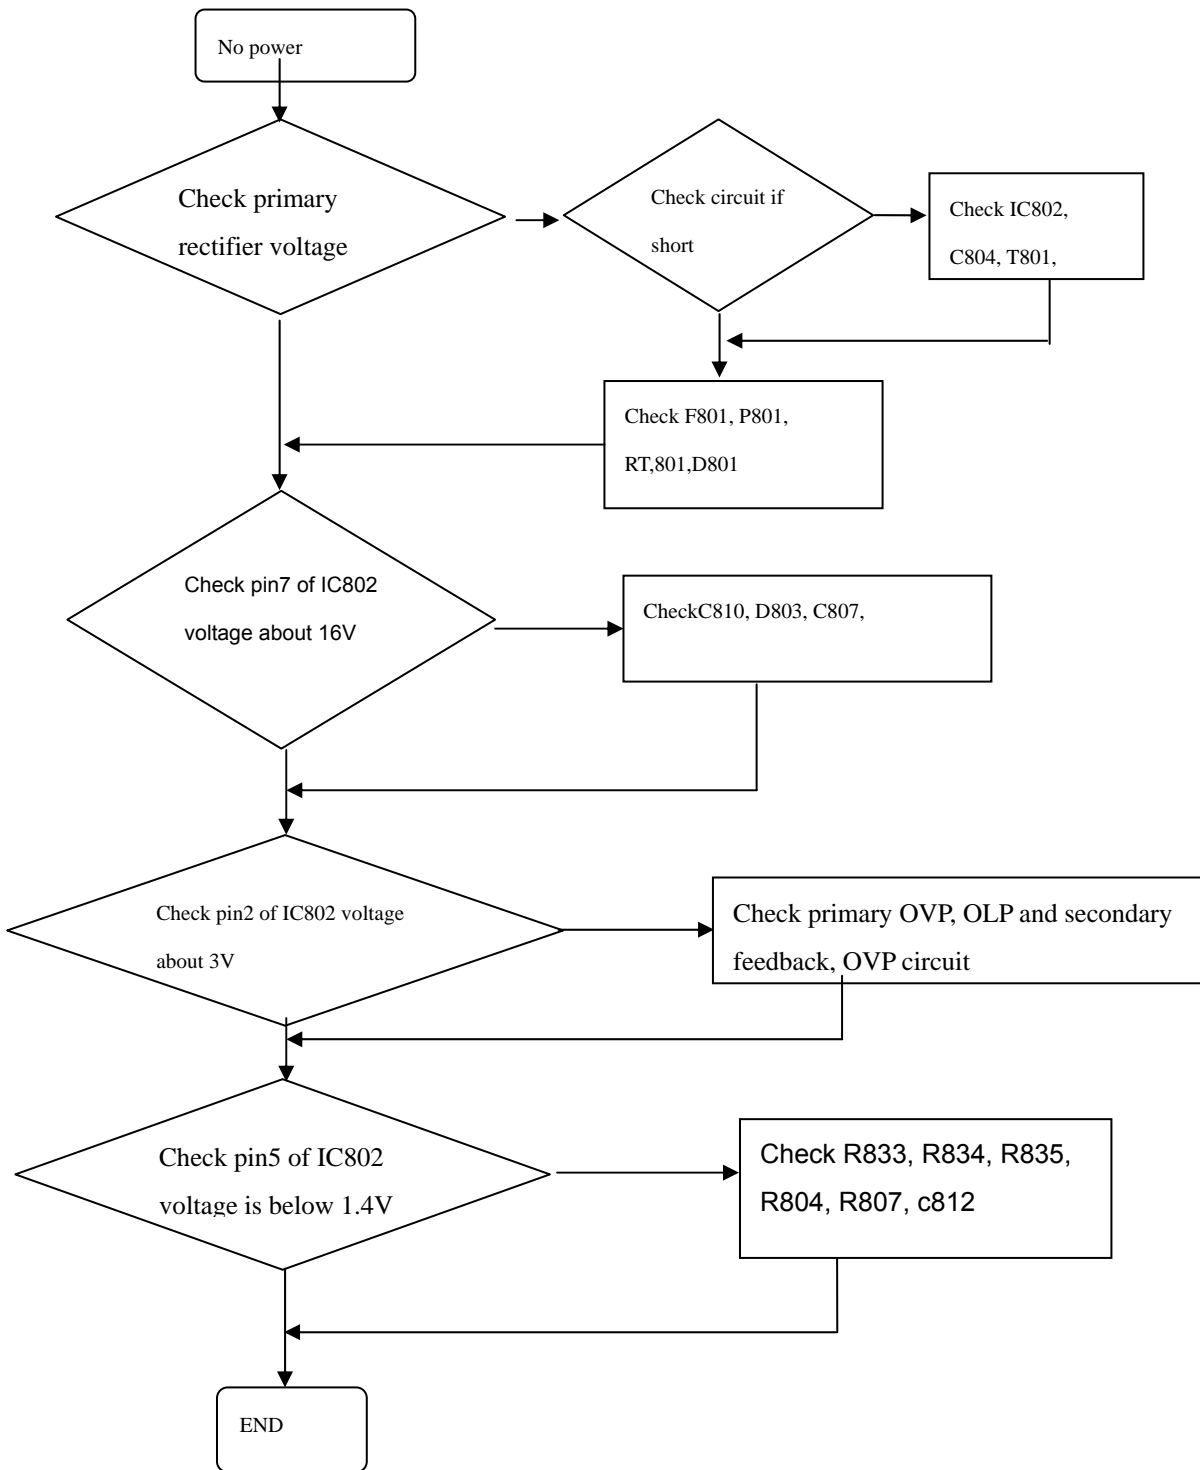 No power
Check primary
rectifier voltage
Check circuit if
short
Check IC802,
C804, T801,
Check F801, P801,
RT,801,D801
Check pin7 of IC802
voltage about 16V
CheckC810, D803, C807,
Check pin2 of IC802 voltage
about 3V
Check primary OVP, OLP and secondary
feedback, OVP circuit
Check pin5 of IC802
voltage is below 1.4V
Check R833, R834, R835,
R804, R807, c812
END